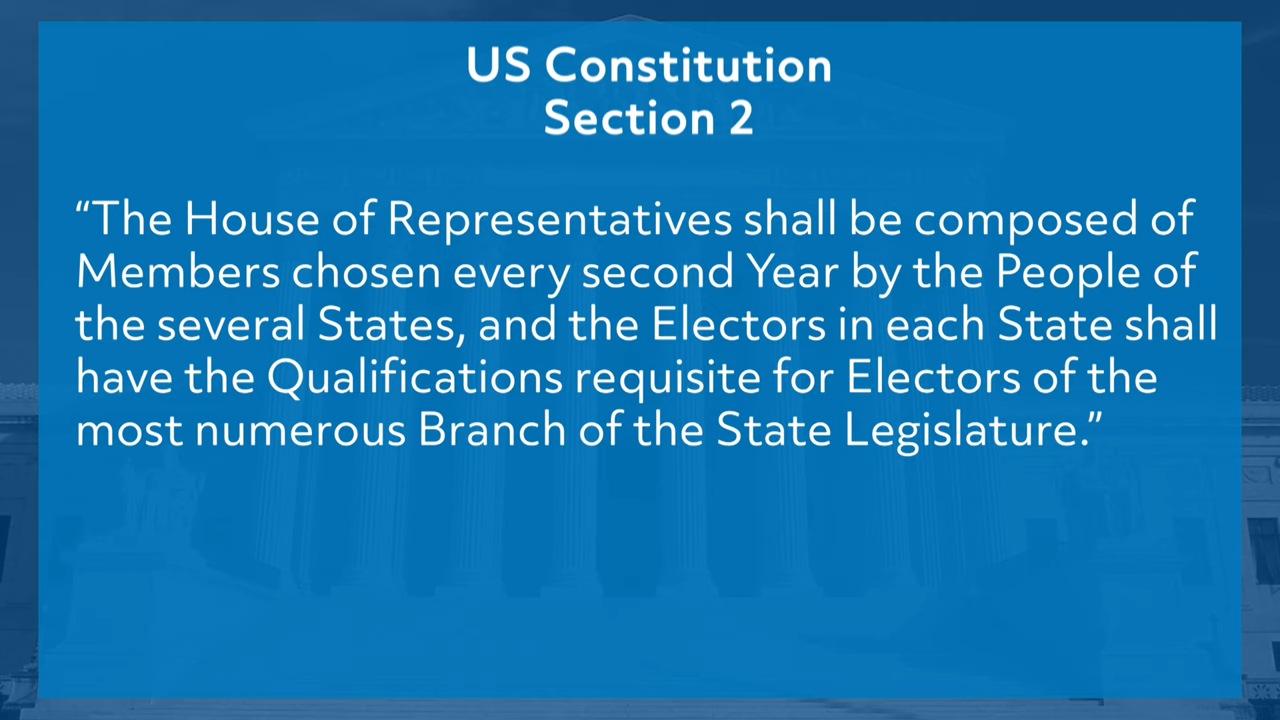 US Constitution
Section 2
“The House of Representatives shall be composed of
Members chosen every second Year by the People of
the several States, and the Electors in each State shall
have the Qualifications requisite for Electors of the
most numerous Branch of the State Legislature.”